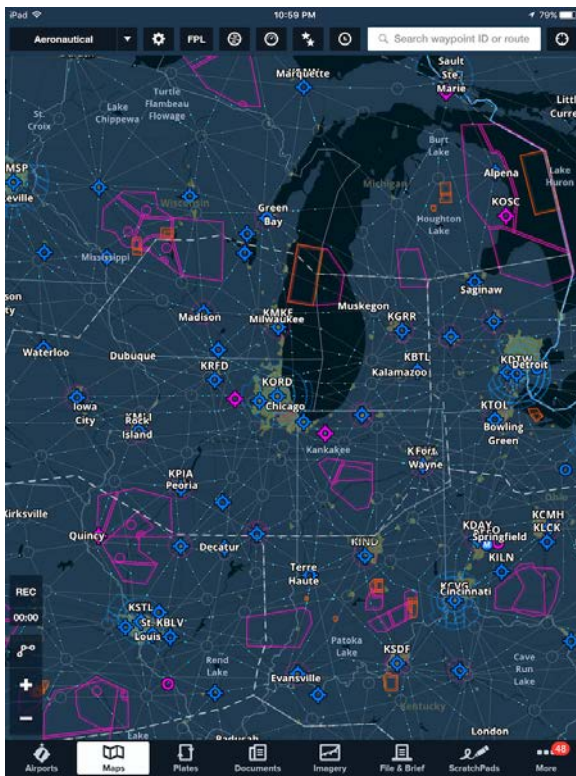 iPad
10:59 PM
79%
Aeronautical
FPL
Search waypoint ID or route
Marquette
Sault
Ste.
Marie
Turtle
Flambeau
Flowage
Lake
Chippewa
St.
Croix
Burt
Lake
MSP
Alpena
Lake
Huron
Michigan
Wisconsin
KOSC
Green
Bay
Houghton
Lake
Mississippi
Saginaw
Muskegon
Madison
KMKE
Milwaukee
KGRR
Waterloo
Dubuque
KRFD
KBTL
Kalamazoo
KDTW
Detroit
KORD
Chicago
Iowa
City
KMLI
Rock
Island
KTOL
Bowling
Green
Kankakee
Fort
Wayne
KPIA
Peoria
Ohio
Kirksville
KCMH
KLCK
KDAY
Springfield
Quincy
Decatur
KIND
KILN
Terre
Haute
REC
00:00
KCVG
Cincinnati
KSTL
St.
Louis
KBLV
Patoka
Lake
Rend
Lake
KSDF
Cave
Run
Lake
Evansville
Kentucky
Lake
Paducah
London
Airports
Maps
Plates
Documents
Imagery
File & Brief
ScratchPads
48
More